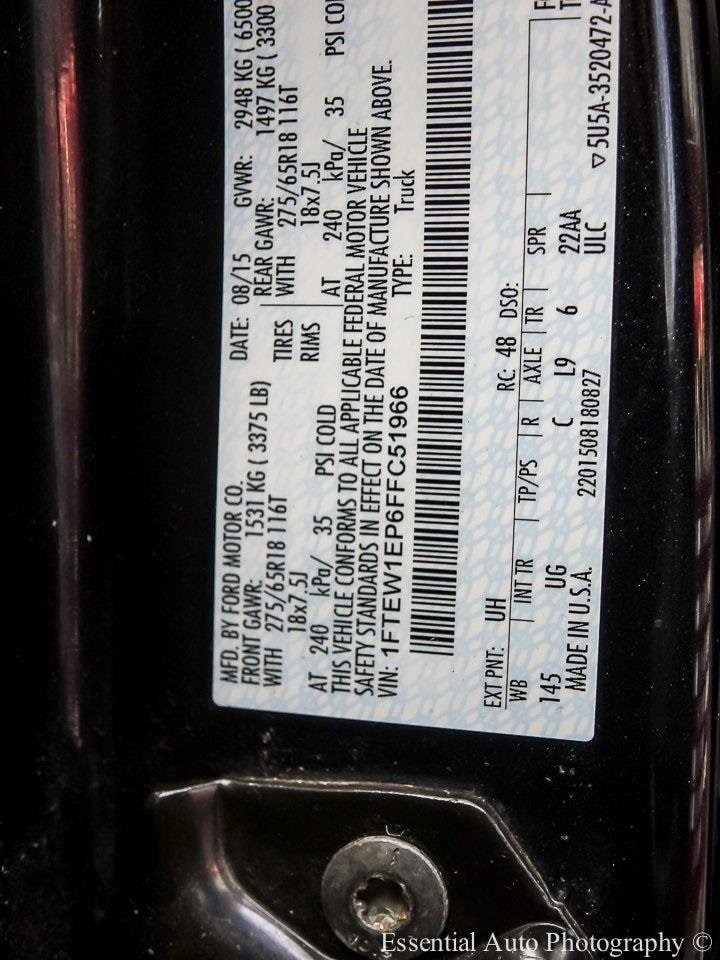 MFD. BY FORD MOTOR CO. DATE: 08/15 GVWR: 2948 KG ( 6500
FRONT GAWR: 1531 KG ( 3375 LB) REAR GAWR: 1497 KG ( 3300
WITH 275/65R18 116T TIRES WITH 275/65R18 116T
18x7.5J RIMS 18x7.5J
AT 240 kPa/ 35 PSI COLD AT 240 kPa/ 35 PSI COL
THIS VEHICLE CONFORMS TO ALL APPLICABLE FEDERAL MOTOR VEHICLE
SAFETY STANDARDS IN EFFECT ON THE DATE OF MANUFACTURE SHOWN ABOVE.
VIN: 1FTEW1EP6FFC51966 TYPE: Truck
EXT PNT: UH RC: 48 DSO:
WB INT TR TP/PS R AXLE TR SPR
145 UG C L9 6 22AA
MADE IN U.S.A. 2201508180827 ULC
▽5U5A-3520472-A
Essential Auto Photography ©